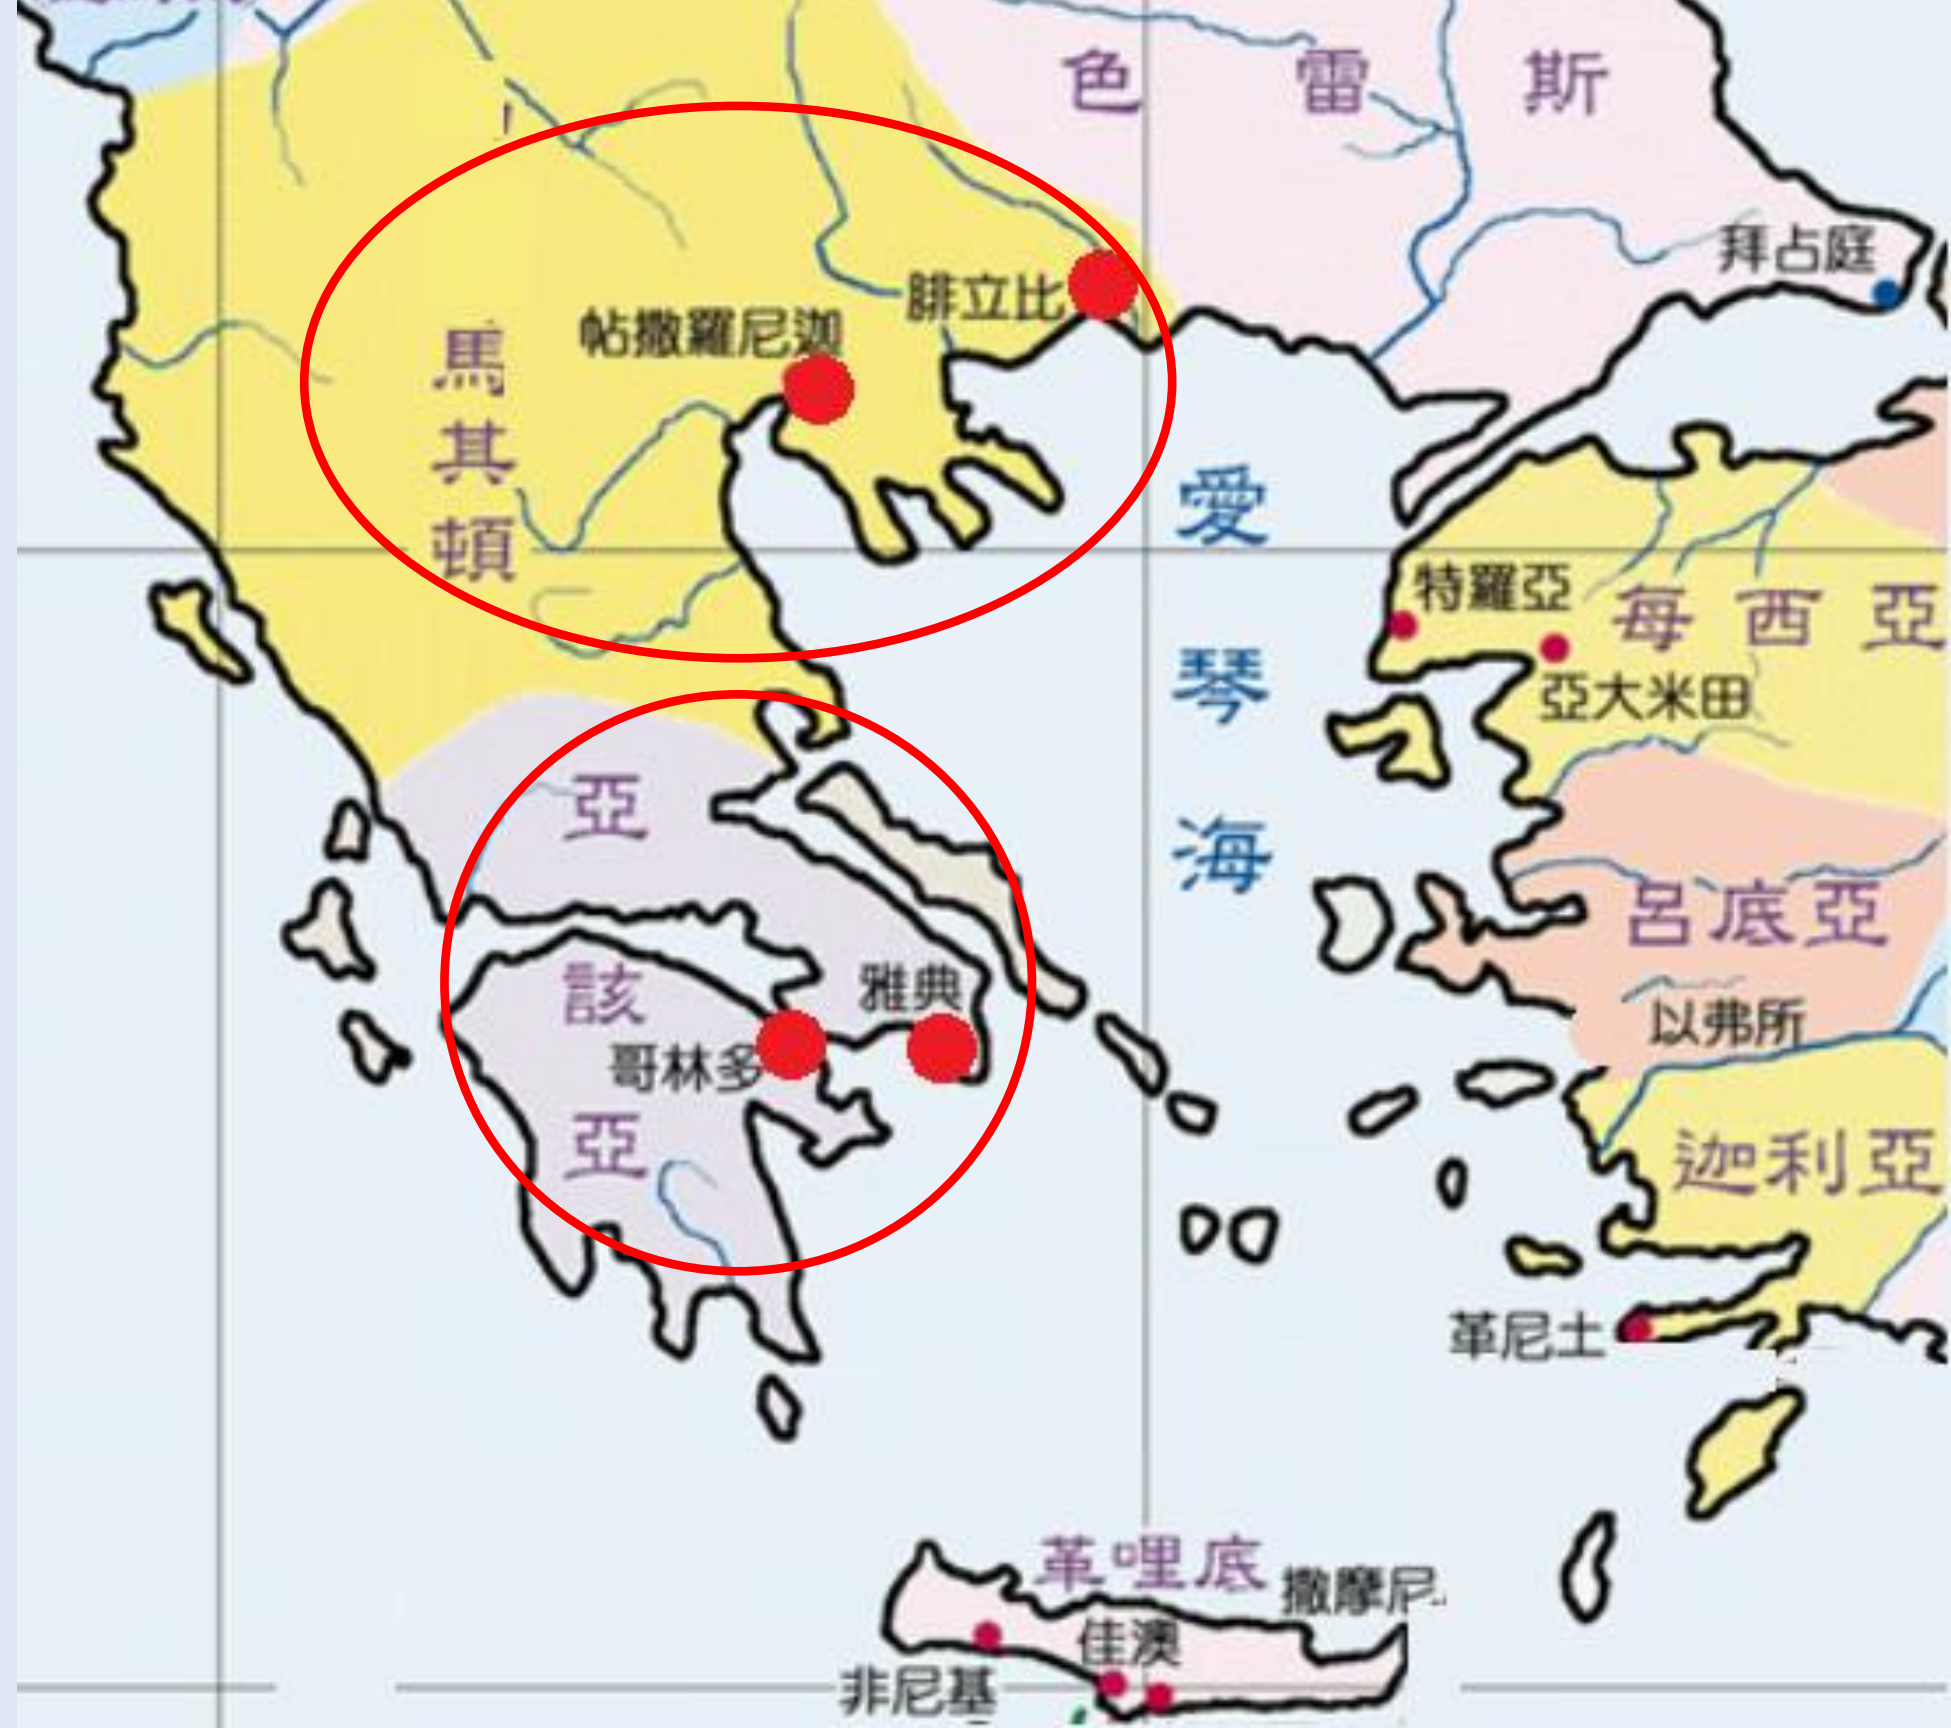 色雷斯
拜占庭
腓立比
帖撒羅尼迦
馬其頓
愛琴海
特羅亞
每西亞
亞大米田
亞該亞
呂底亞
雅典
以弗所
哥林多
迦利亞
革尼土
革哩底
撒摩尼
佳澳
非尼基